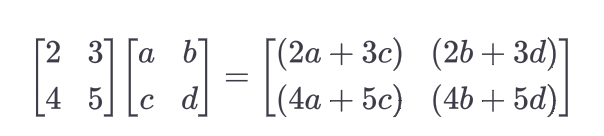 [2 3] [a b] = [(2a + 3c) (2b + 3d)]
[4 5] [c d] [(4a + 5c) (4b + 5d)]